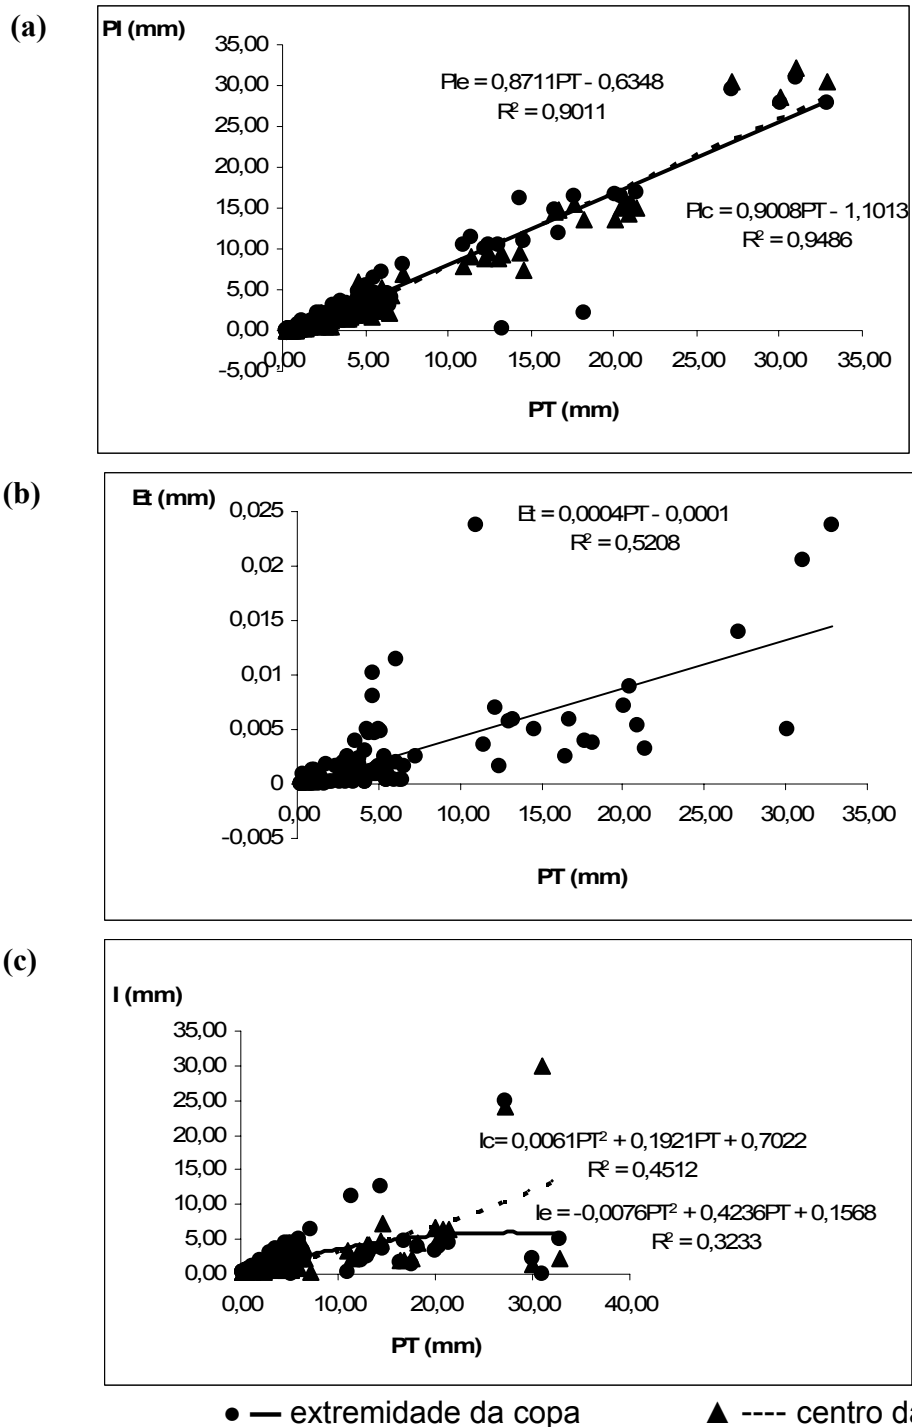 (a)
PI (mm)
35,00
30,00
25,00
20,00
15,00
10,00
5,00
0,00
-5,00
PIe = 0,8711PT - 0,6348
R² = 0,9011
PIc = 0,9008PT - 1,1013
R² = 0,9486
0,00 5,00 10,00 15,00 20,00 25,00 30,00 35,00
PT (mm)
(b)
Et (mm)
0,025
0,02
0,015
0,01
0,005
0
-0,005
Et = 0,0004PT - 0,0001
R² = 0,5208
0,00 5,00 10,00 15,00 20,00 25,00 30,00 35,00
PT (mm)
(c)
I (mm)
35,00
30,00
25,00
20,00
15,00
10,00
5,00
0,00
Ic= 0,0061PT² + 0,1921PT + 0,7022
R² = 0,4512
Ie = -0,0076PT² + 0,4236PT + 0,1568
R² = 0,3233
0,00 10,00 20,00 30,00 40,00
PT (mm)
extremidade da copa centro da